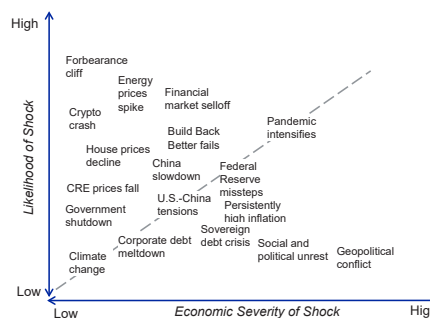 High
Forbearance
cliff
Energy
prices
spike
Financial
market selloff
Crypto
crash
Pandemic
intensifies
Build Back
Better fails
House prices
decline
China
slowdown
Federal
Reserve
missteps
CRE prices fall
U.S.-China
tensions
Persistently
high inflation
Government
shutdown
Sovereign
debt crisis
Corporate debt
meltdown
Social and
political unrest
Geopolitical
conflict
Climate
change
Likelihood of Shock
Low
Low
Economic Severity of Shock
Hig